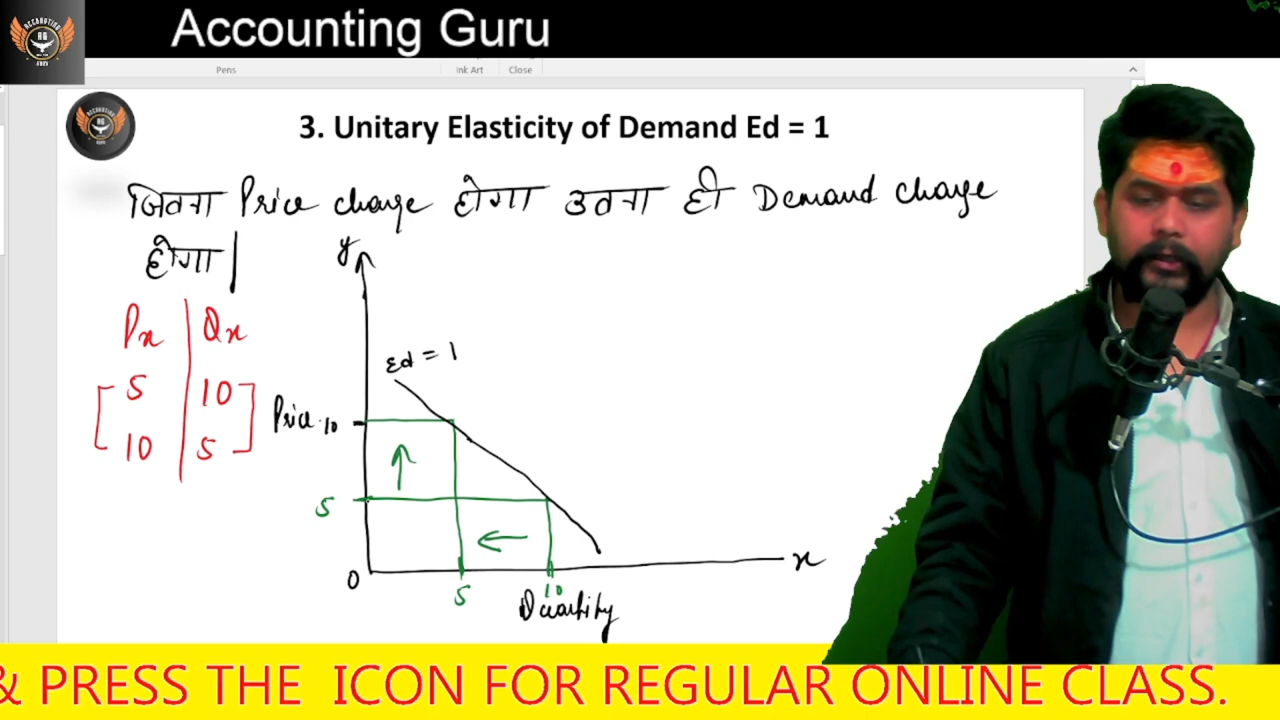 Accounting Guru
Pens
Ink Art
Close
3. Unitary Elasticity of Demand Ed = 1
जितना Price change होगा उतना ही Demand change
होगा|
y
Px | Qx
5 10
10 5
Ed = 1
Price 10
5
0
5
10
x
Quantity
& PRESS THE ICON FOR REGULAR ONLINE CLASS.